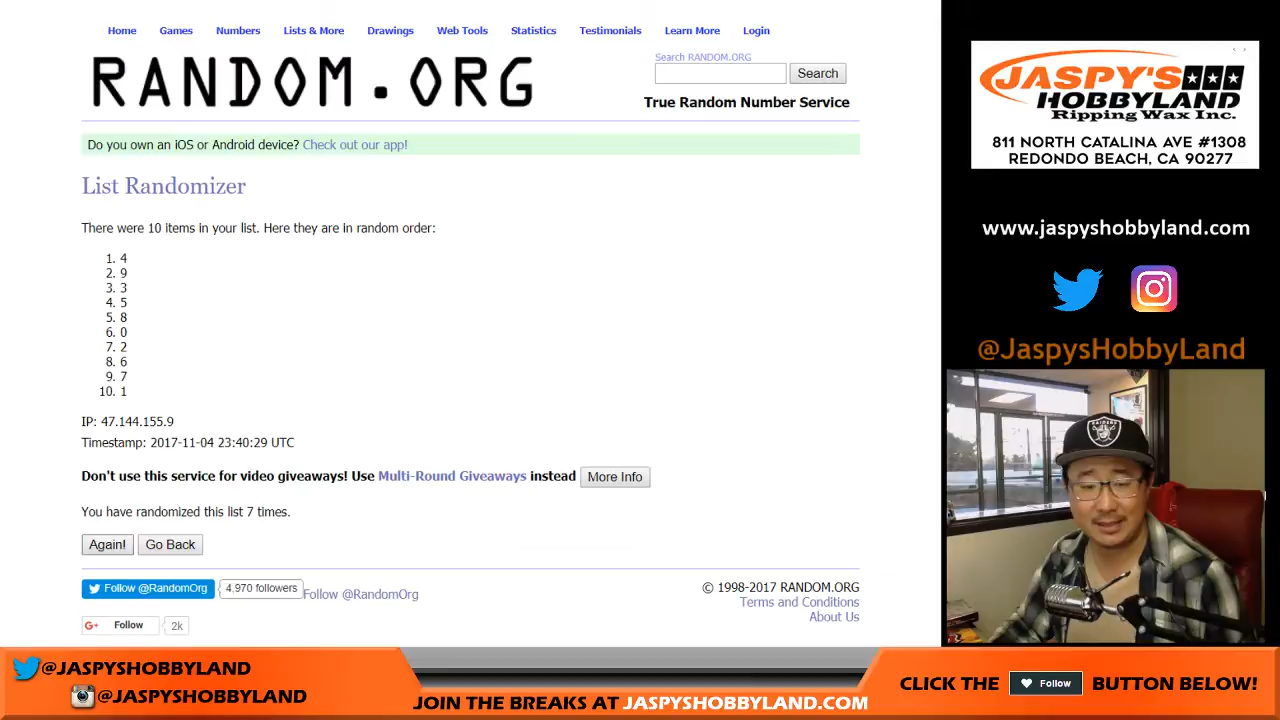 Home Games Numbers Lists & More Drawings Web Tools Statistics Testimonials Learn More Login
RANDOM.ORG
Search RANDOM.ORG
Search
True Random Number Service
Do you own an iOS or Android device? Check out our app!
List Randomizer
There were 10 items in your list. Here they are in random order:
1. 4
2. 9
3. 3
4. 5
5. 8
6. 0
7. 2
8. 6
9. 7
10. 1
IP: 47.144.155.9
Timestamp: 2017-11-04 23:40:29 UTC
Don't use this service for video giveaways! Use Multi-Round Giveaways instead More Info
You have randomized this list 7 times.
Again! Go Back
Follow @RandomOrg 4,970 followers Follow @RandomOrg
G+ Follow 2k
© 1998-2017 RANDOM.ORG
Terms and Conditions
About Us
JASPY'S
HOBBYLAND
Ripping Wax Inc.
811 NORTH CATALINA AVE #1308
REDONDO BEACH, CA 90277
www.jaspyshobbyland.com
@JaspysHobbyLand
RAIDERS
@JASPYSHOBBYLAND
@JASPYSHOBBYLAND
JOIN THE BREAKS AT JASPYSHOBBYLAND.COM
CLICK THE Follow BUTTON BELOW!